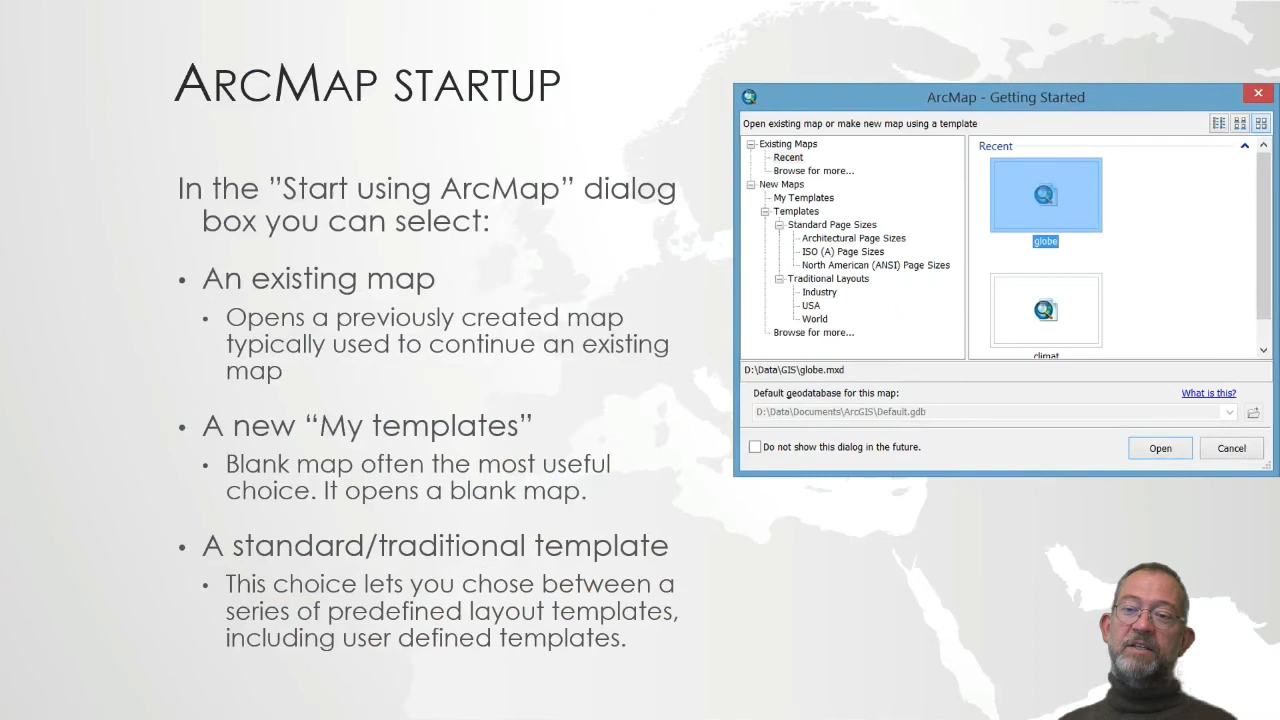 ARCMAP STARTUP
In the ”Start using ArcMap” dialog
box you can select:
• An existing map
• Opens a previously created map
typically used to continue an existing
map
• A new “My templates”
• Blank map often the most useful
choice. It opens a blank map.
• A standard/traditional template
• This choice lets you chose between a
series of predefined layout templates,
including user defined templates.
ArcMap - Getting Started
Open existing map or make new map using a template
Existing Maps
Recent
Browse for more...
New Maps
My Templates
Templates
Standard Page Sizes
Architectural Page Sizes
ISO (A) Page Sizes
North American (ANSI) Page Sizes
Traditional Layouts
Industry
USA
World
Browse for more...
Recent
globe
climat
D:\Data\GIS\globe.mxd
Default geodatabase for this map:
What is this?
D:\Data\Documents\ArcGIS\Default.gdb
Do not show this dialog in the future.
Open
Cancel